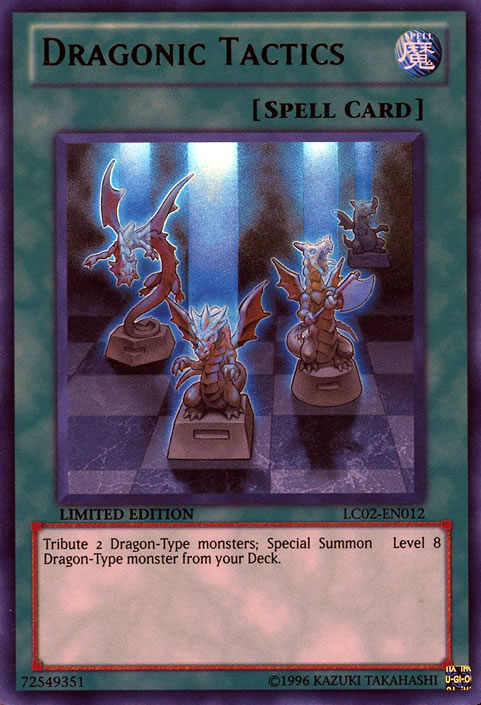 DRAGONIC TACTICS
SPELL
魔
[SPELL CARD]
LIMITED EDITION
LC02-EN012
Tribute 2 Dragon-Type monsters; Special Summon Level 8
Dragon-Type monster from your Deck.
72549351
©1996 KAZUKI TAKAHASHI